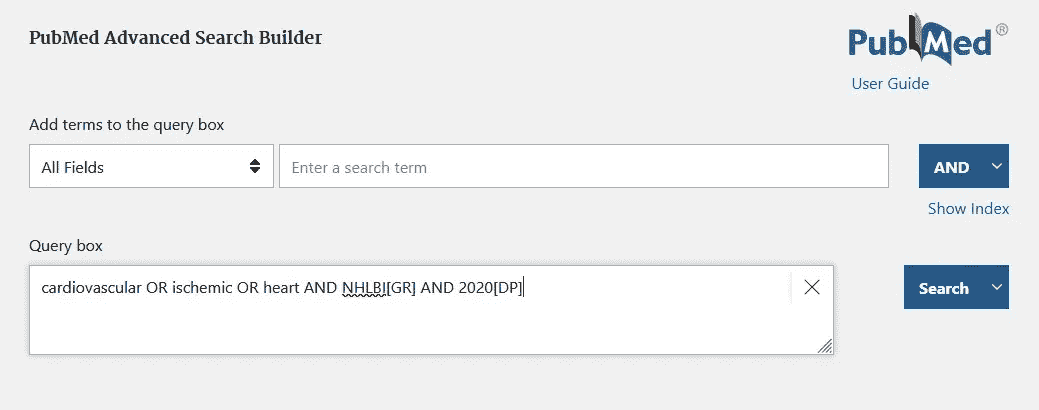 PubMed Advanced Search Builder
PubMed®
User Guide
Add terms to the query box
All Fields
Enter a search term
AND
Show Index
Query box
cardiovascular OR ischemic OR heart AND NHLBI[GR] AND 2020[DP]
Search